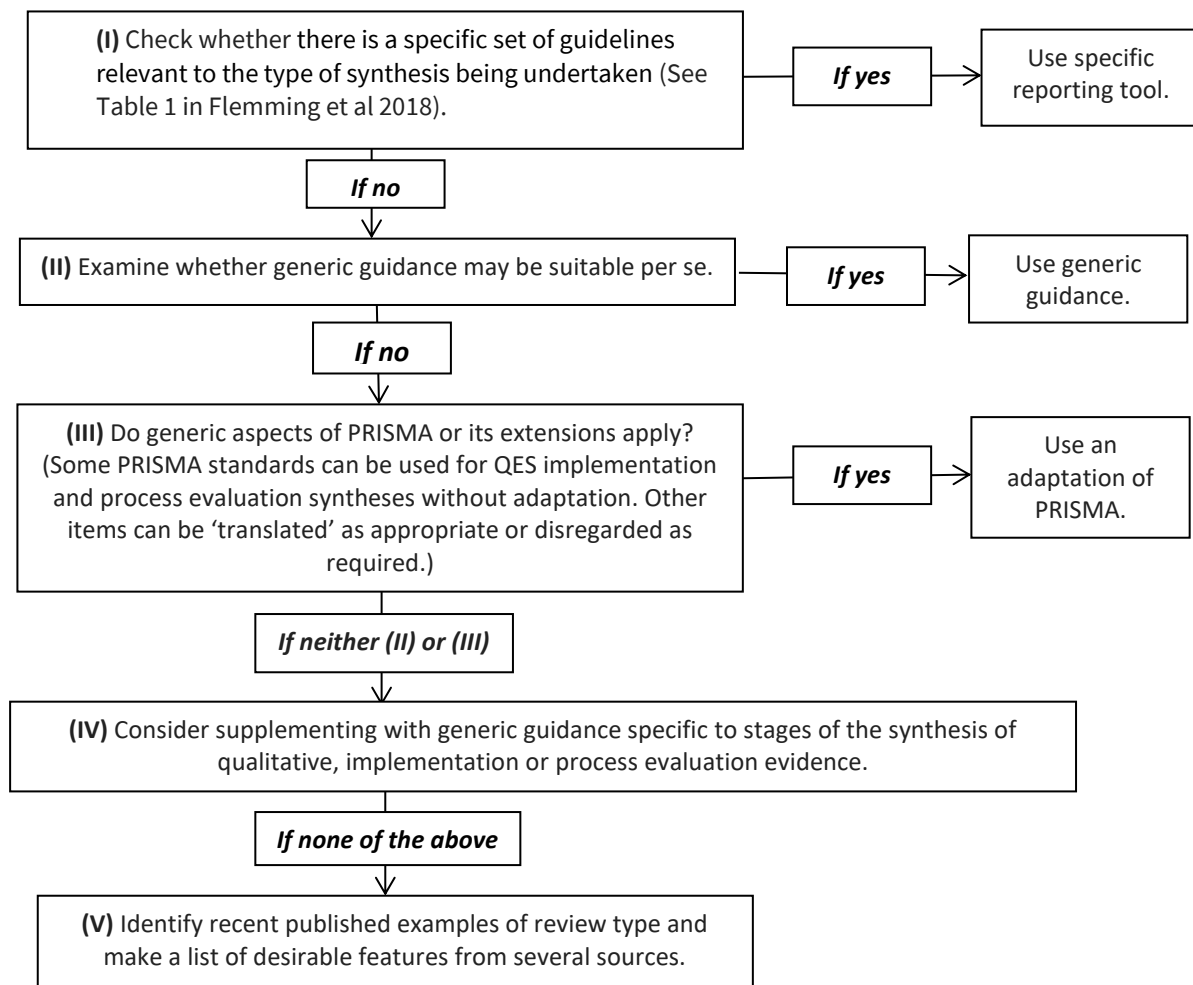 (I) Check whether there is a specific set of guidelines
relevant to the type of synthesis being undertaken (See
Table 1 in Flemming et al 2018).
If yes
Use specific
reporting tool.
If no
(II) Examine whether generic guidance may be suitable per se.
If yes
Use generic
guidance.
If no
(III) Do generic aspects of PRISMA or its extensions apply?
(Some PRISMA standards can be used for QES implementation
and process evaluation syntheses without adaptation. Other
items can be ‘translated’ as appropriate or disregarded as
required.)
If yes
Use an
adaptation of
PRISMA.
If neither (II) or (III)
(IV) Consider supplementing with generic guidance specific to stages of the synthesis of
qualitative, implementation or process evaluation evidence.
If none of the above
(V) Identify recent published examples of review type and
make a list of desirable features from several sources.